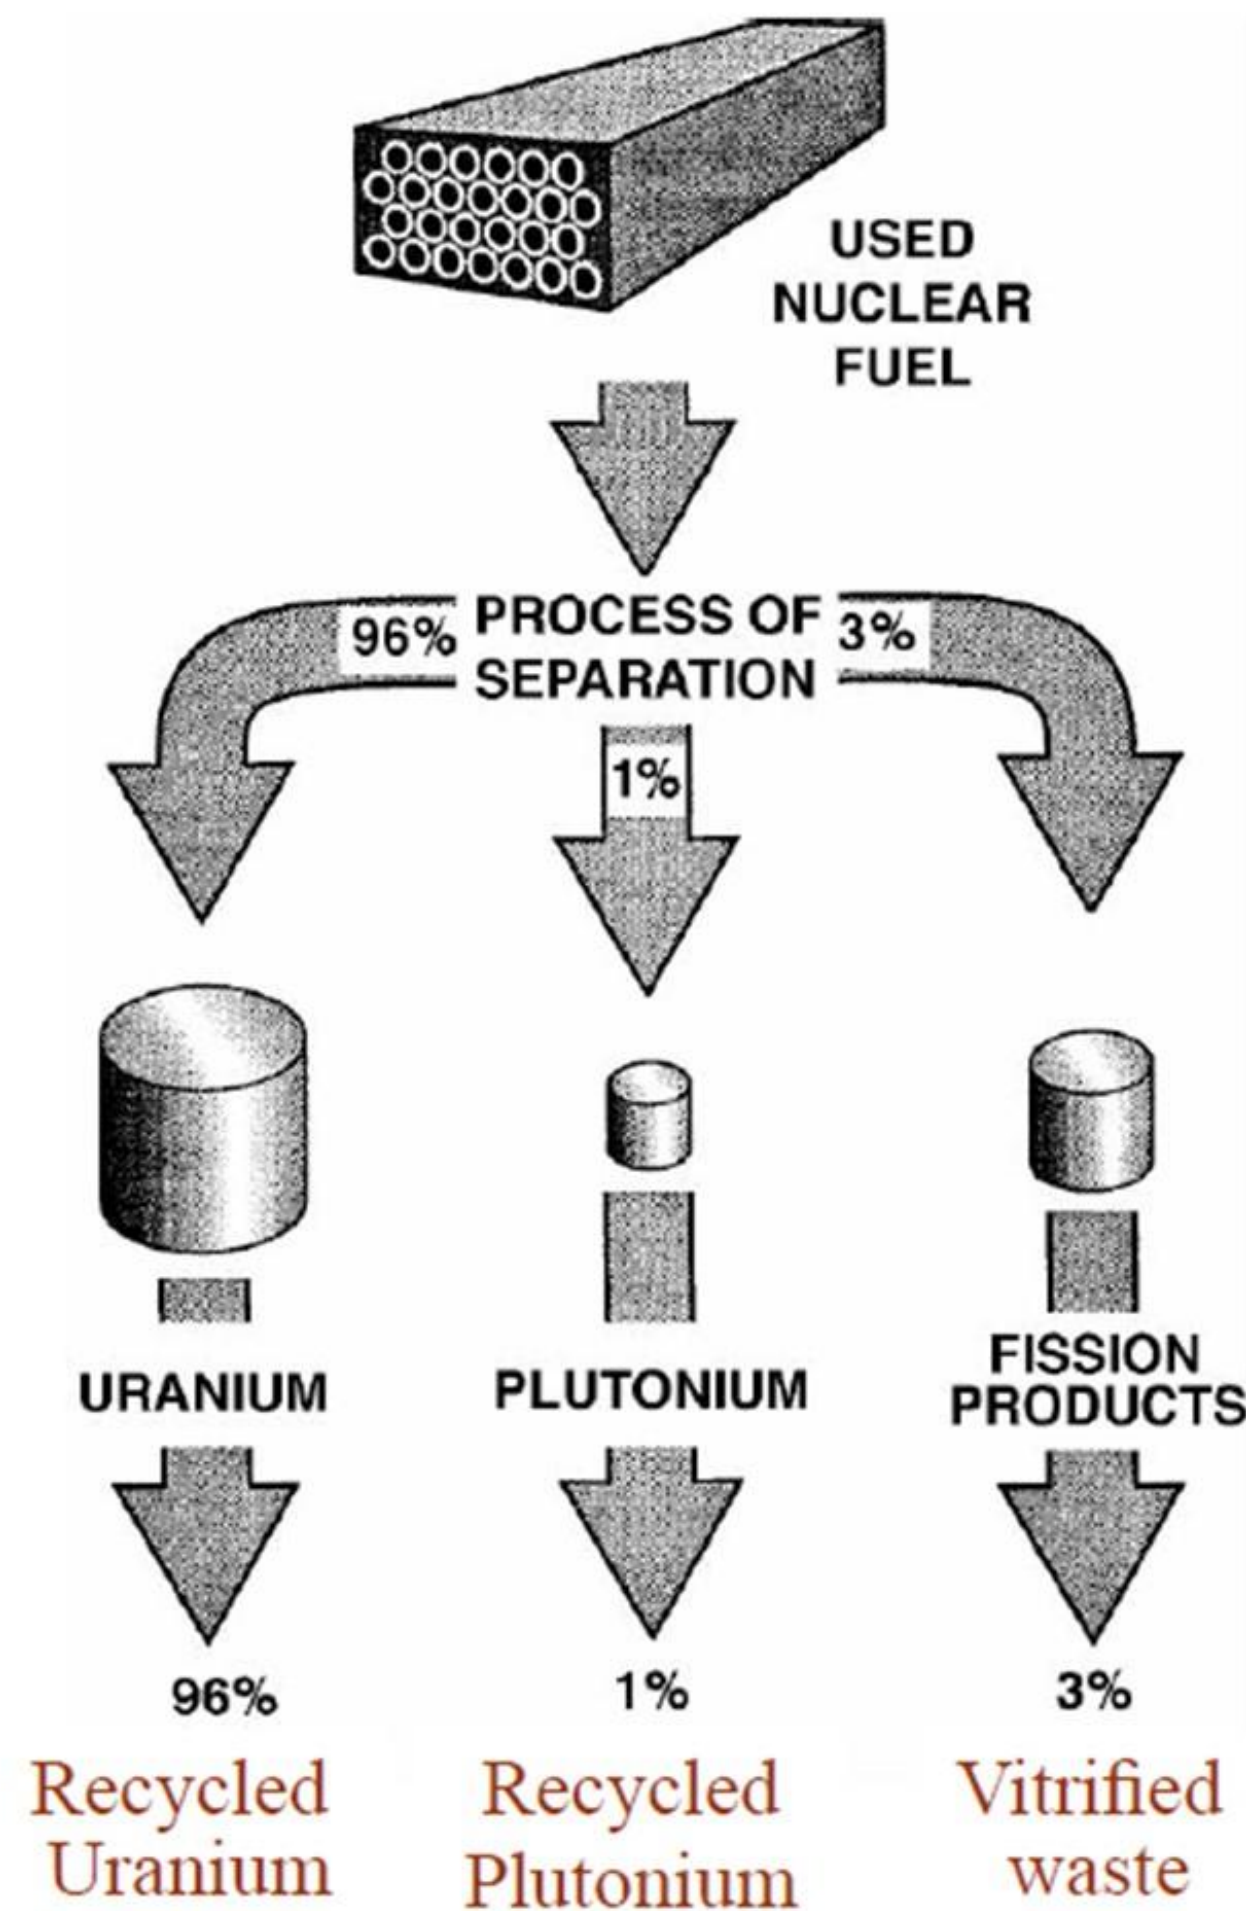 USED
NUCLEAR
FUEL
96%
PROCESS OF
SEPARATION
3%
1%
URANIUM
PLUTONIUM
FISSION
PRODUCTS
96%
1%
3%
Recycled
Uranium
Recycled
Plutonium
Vitrified
waste